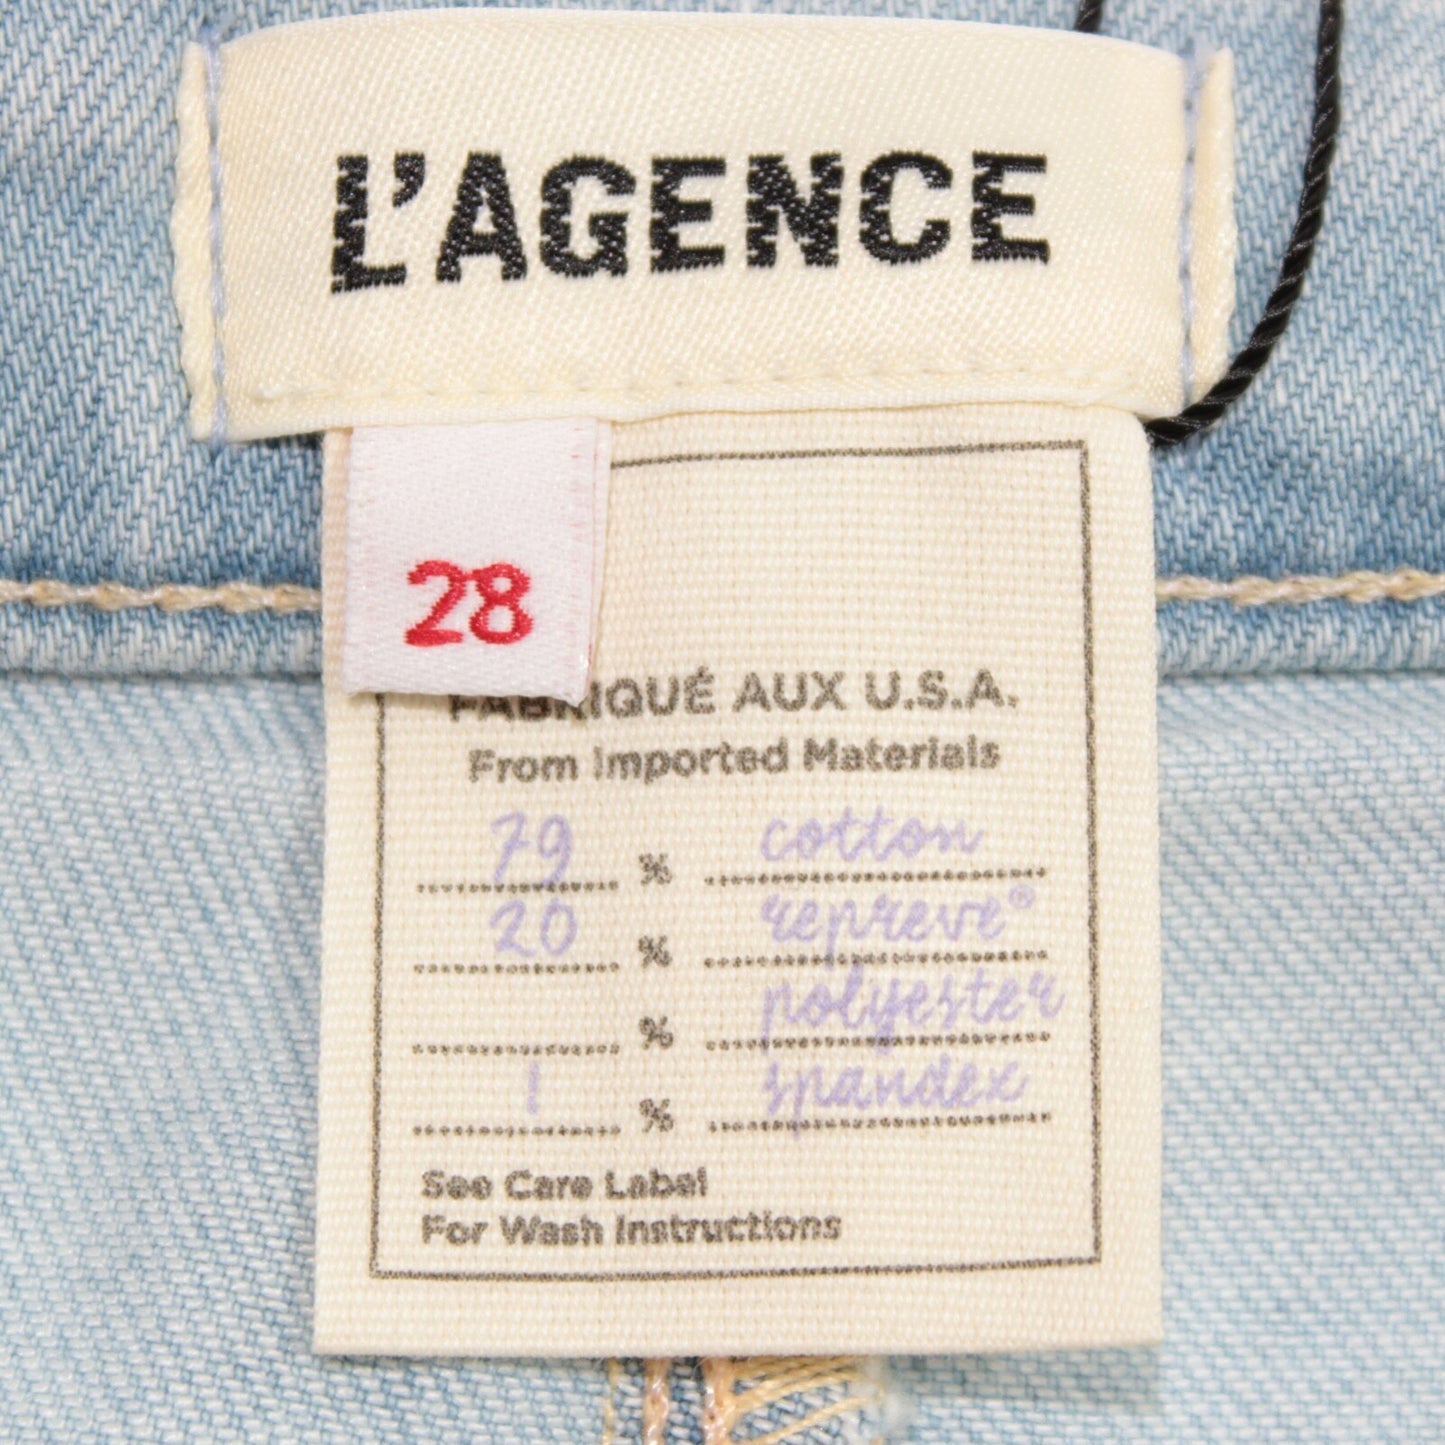 L'AGENCE
28
FABRIQUÉ AUX U.S.A.
From Imported Materials
79 % cotton
20 % repreve®
% polyester
1 % spandex
See Care Label
For Wash Instructions